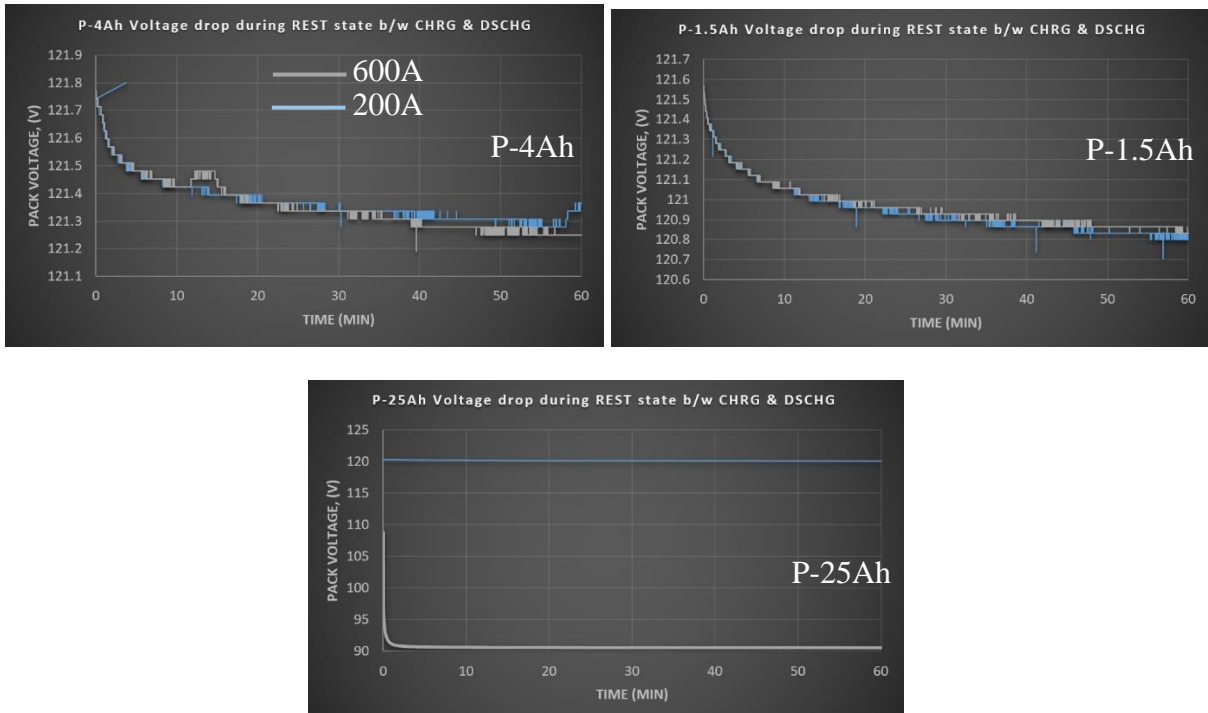 P-4Ah Voltage drop during REST state b/w CHRG & DSCHG
121.9
121.8
121.7
121.6
121.5
121.4
121.3
121.2
121.1
PACK VOLTAGE, (V)
600A
200A
P-4Ah
0 10 20 30 40 50 60
TIME (MIN)
P-1.5Ah Voltage drop during REST state b/w CHRG & DSCHG
121.7
121.6
121.5
121.4
121.3
121.2
121.1
121
120.9
120.8
120.7
120.6
PACK VOLTAGE, (V)
P-1.5Ah
0 10 20 30 40 50 60
TIME (MIN)
P-25Ah Voltage drop during REST state b/w CHRG & DSCHG
125
120
115
110
105
100
95
90
PACK VOLTAGE, (V)
P-25Ah
0 10 20 30 40 50 60
TIME (MIN)